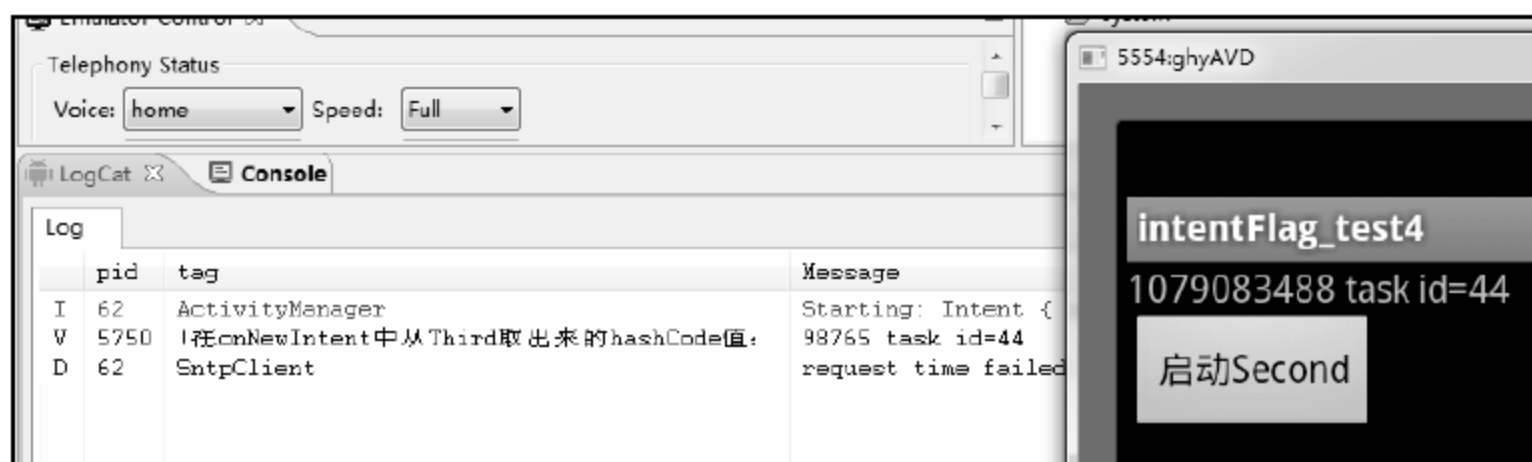 Emulator Control
System
Telephony Status
5554:ghyAVD
Voice: home Speed: Full
LogCat Console
Log
intentFlag_test4
pid tag Message
1079083488 task id=44
I 62 ActivityManager Starting: Intent {
V 5750 !在onNewIntent中从Third取出来的hashCode值: 98765 task id=44
D 62 SntpClient request time failed
启动Second